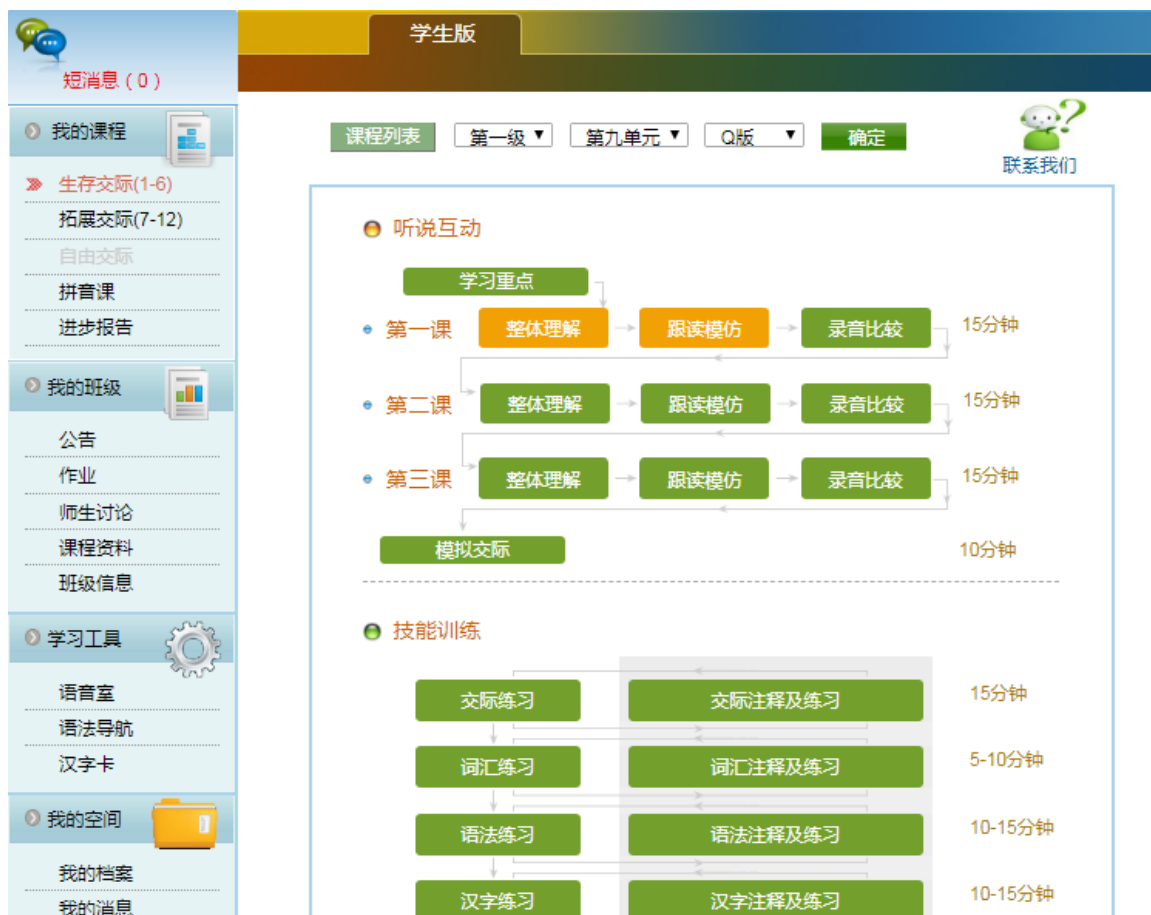 短消息（0）
我的课程
生存交际(1-6)
拓展交际(7-12)
自由交际
拼音课
进步报告
我的班级
公告
作业
师生讨论
课程资料
班级信息
学习工具
语音室
语法导航
汉字卡
我的空间
我的档案
我的消息
学生版
课程列表 第一级 第九单元 Q版 确定
联系我们
听说互动
学习重点
第一课 整体理解 跟读模仿 录音比较 15分钟
第二课 整体理解 跟读模仿 录音比较 15分钟
第三课 整体理解 跟读模仿 录音比较 15分钟
模拟交际 10分钟
技能训练
交际练习 交际注释及练习 15分钟
词汇练习 词汇注释及练习 5-10分钟
语法练习 语法注释及练习 10-15分钟
汉字练习 汉字注释及练习 10-15分钟